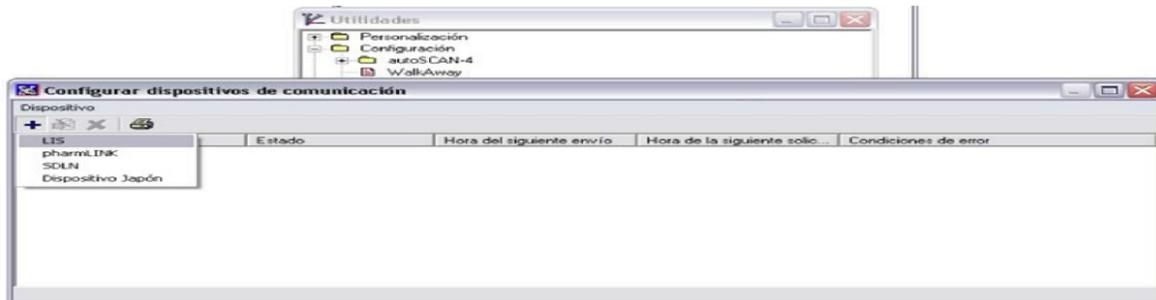 Utilidades
Personalización
Configuración
autoSCAN-4
WalkAway
Configurar dispositivos de comunicación
Dispositivo
Estado Hora del siguiente envío Hora de la siguiente solic... Condiciones de error
LIS
pharmLINK
SDLN
Dispositivo Japón